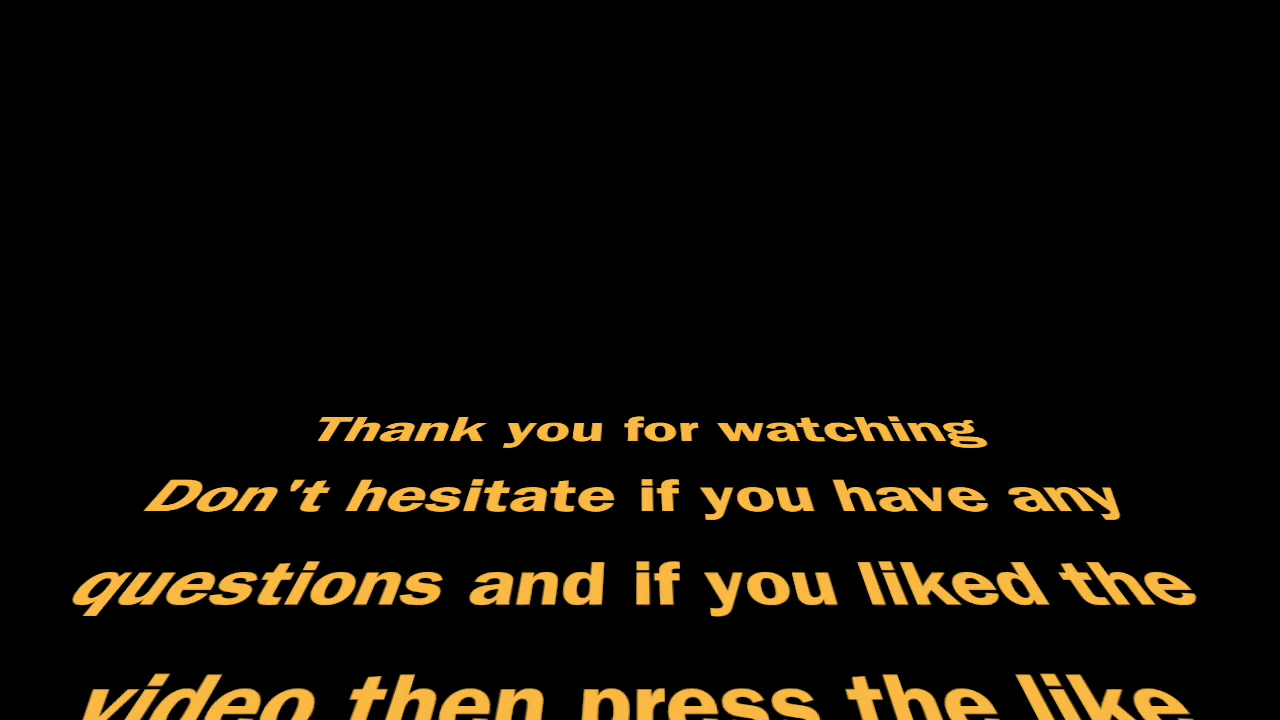 Thank you for watching
Don't hesitate if you have any
questions and if you liked the
video then press the like